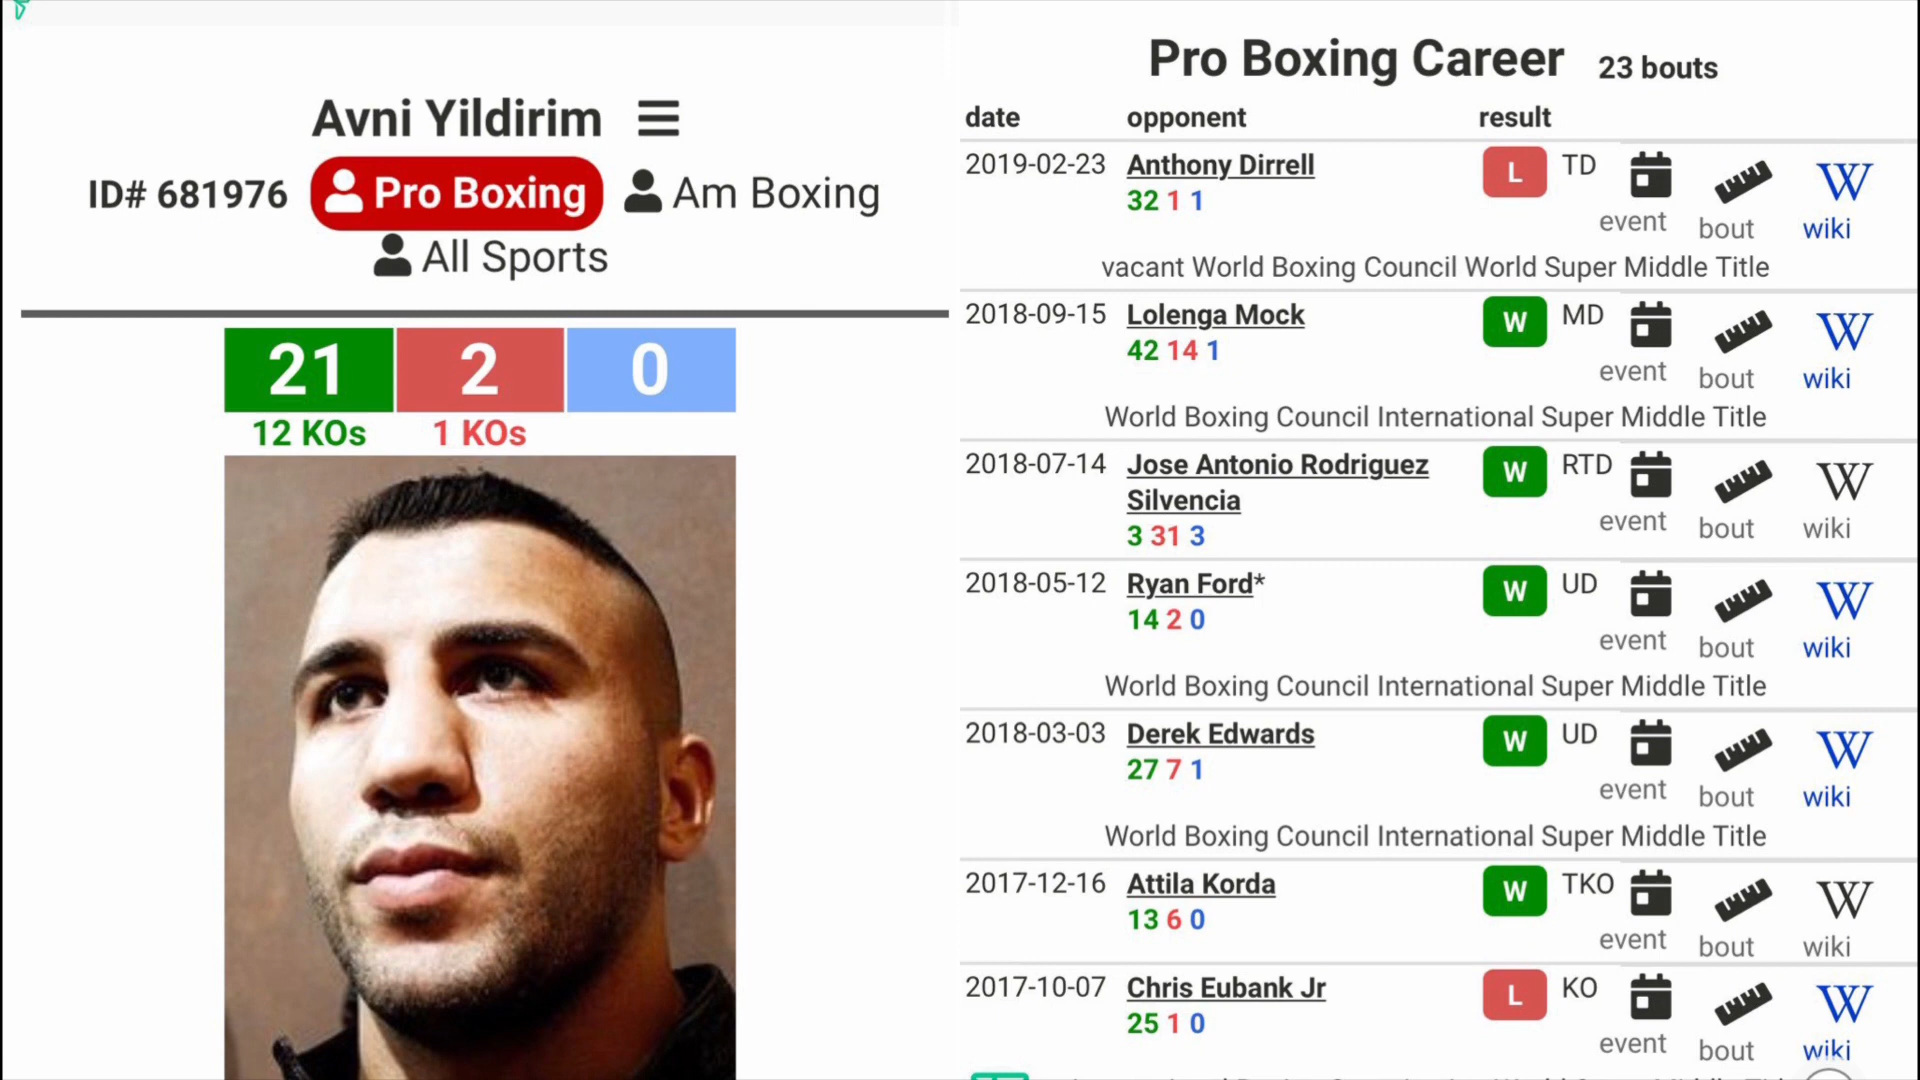 Avni Yildirim
ID# 681976 Pro Boxing Am Boxing
All Sports
21 2 0
12 KOs 1 KOs
Pro Boxing Career 23 bouts
date opponent result
2019-02-23 Anthony Dirrell L TD
32 1 1
event bout wiki
vacant World Boxing Council World Super Middle Title
2018-09-15 Lolenga Mock W MD
42 14 1
event bout wiki
World Boxing Council International Super Middle Title
2018-07-14 Jose Antonio Rodriguez W RTD
Silvencia
3 31 3
event bout wiki
2018-05-12 Ryan Ford* W UD
14 2 0
event bout wiki
World Boxing Council International Super Middle Title
2018-03-03 Derek Edwards W UD
27 7 1
event bout wiki
World Boxing Council International Super Middle Title
2017-12-16 Attila Korda W TKO
13 6 0
event bout wiki
2017-10-07 Chris Eubank Jr L KO
25 1 0
event bout wiki